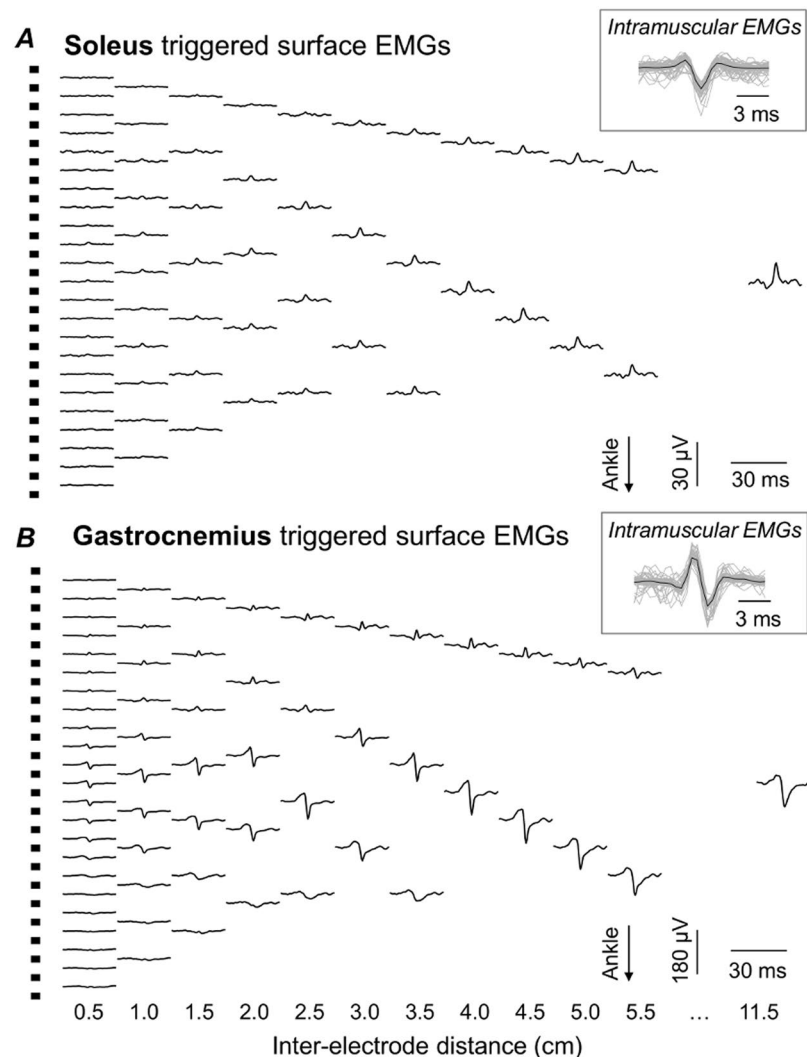 A Soleus triggered surface EMGs
Intramuscular EMGs
3 ms
Ankle
30 μV
30 ms
B Gastrocnemius triggered surface EMGs
Intramuscular EMGs
3 ms
Ankle
180 μV
30 ms
0.5 1.0 1.5 2.0 2.5 3.0 3.5 4.0 4.5 5.0 5.5 ... 11.5
Inter-electrode distance (cm)